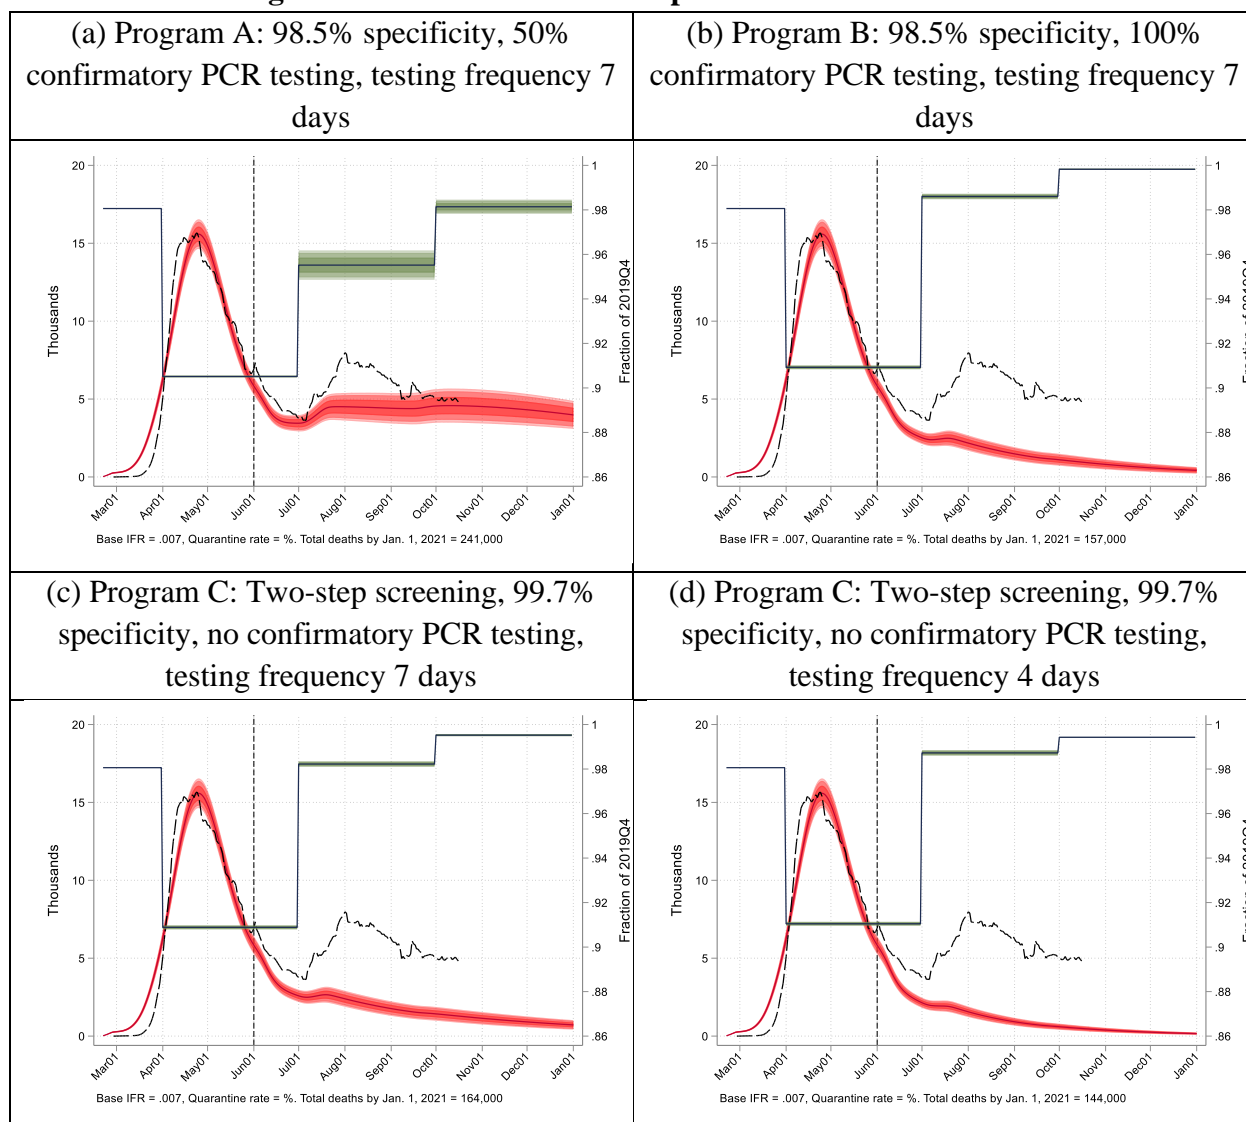 (a) Program A: 98.5% specificity, 50%
confirmatory PCR testing, testing frequency 7
days
(b) Program B: 98.5% specificity, 100%
confirmatory PCR testing, testing frequency 7
days
20
15
10
5
0
Thousands
1
.98
.96
.94
.92
.9
.88
.86
Fraction of 2019Q4
Mar01
Apr01
May01
Jun01
Jul01
Aug01
Sep01
Oct01
Nov01
Dec01
Jan01
Base IFR = .007, Quarantine rate = %. Total deaths by Jan. 1, 2021 = 241,000
20
15
10
5
0
Thousands
1
.98
.96
.94
.92
.9
.88
.86
Mar01
Apr01
May01
Jun01
Jul01
Aug01
Sep01
Oct01
Nov01
Dec01
Jan01
Base IFR = .007, Quarantine rate = %. Total deaths by Jan. 1, 2021 = 157,000
(c) Program C: Two-step screening, 99.7%
specificity, no confirmatory PCR testing,
testing frequency 7 days
(d) Program C: Two-step screening, 99.7%
specificity, no confirmatory PCR testing,
testing frequency 4 days
20
15
10
5
0
Thousands
1
.98
.96
.94
.92
.9
.88
.86
Fraction of 2019Q4
Mar01
Apr01
May01
Jun01
Jul01
Aug01
Sep01
Oct01
Nov01
Dec01
Jan01
Base IFR = .007, Quarantine rate = %. Total deaths by Jan. 1, 2021 = 164,000
20
15
10
5
0
Thousands
1
.98
.96
.94
.92
.9
.88
.86
Mar01
Apr01
May01
Jun01
Jul01
Aug01
Sep01
Oct01
Nov01
Dec01
Jan01
Base IFR = .007, Quarantine rate = %. Total deaths by Jan. 1, 2021 = 144,000